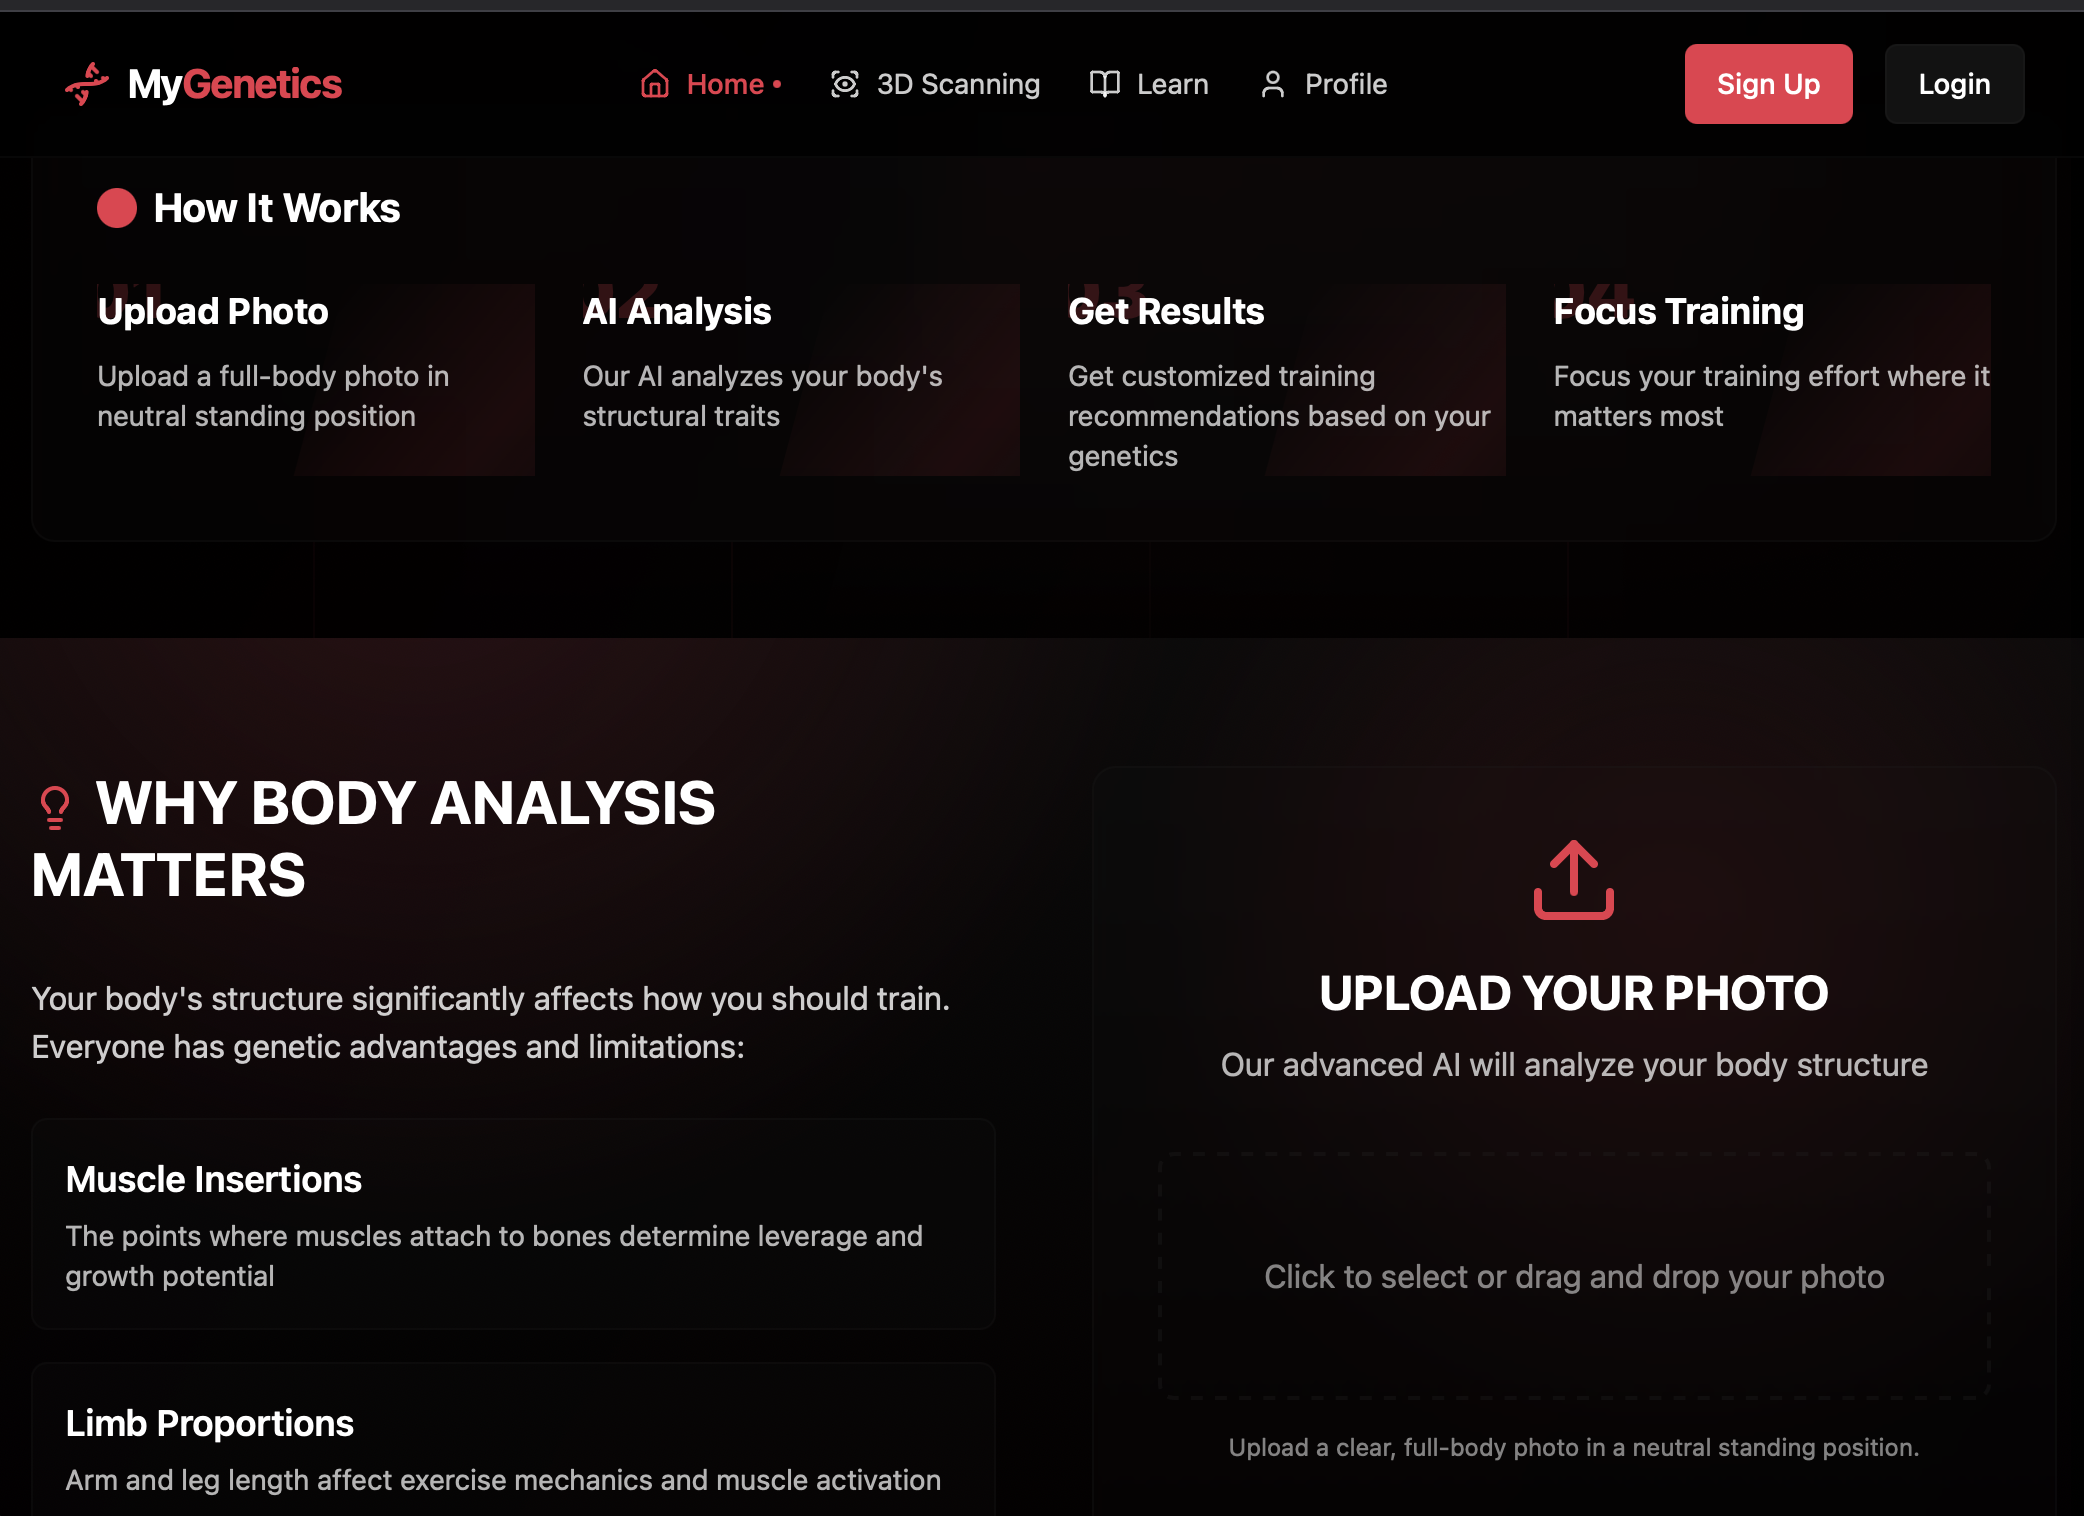 MyGenetics
Home
3D Scanning
Learn
Profile
Sign Up
Login
How It Works
Upload Photo
Upload a full-body photo in
neutral standing position
AI Analysis
Our AI analyzes your body's
structural traits
Get Results
Get customized training
recommendations based on your
genetics
Focus Training
Focus your training effort where it
matters most
WHY BODY ANALYSIS
MATTERS
Your body's structure significantly affects how you should train.
Everyone has genetic advantages and limitations:
Muscle Insertions
The points where muscles attach to bones determine leverage and
growth potential
Limb Proportions
Arm and leg length affect exercise mechanics and muscle activation
UPLOAD YOUR PHOTO
Our advanced AI will analyze your body structure
Click to select or drag and drop your photo
Upload a clear, full-body photo in a neutral standing position.